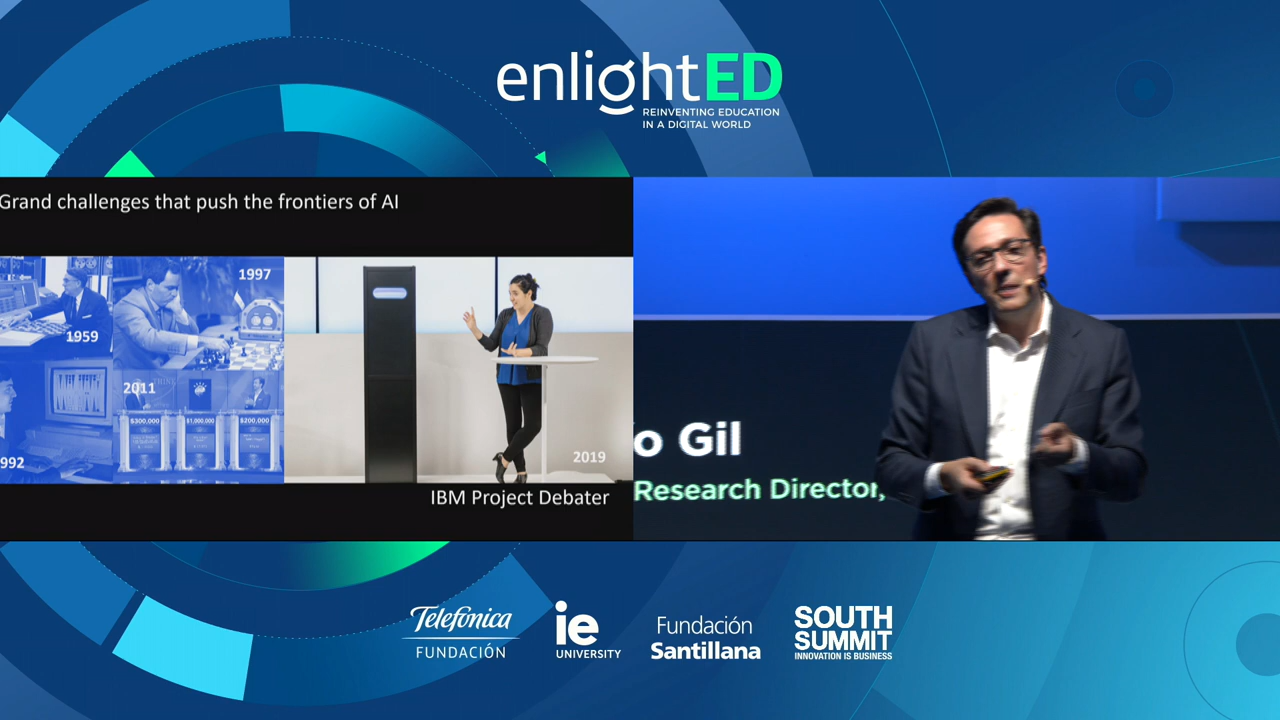 enlightED
REINVENTING EDUCATION
IN A DIGITAL WORLD
Grand challenges that push the frontiers of AI
1997
1959
2011
$300,000
$1,000,000
$200,000
992
2019
IBM Project Debater
o Gil
Research Director,
Telefónica
FUNDACIÓN
ie
UNIVERSITY
Fundación
Santillana
SOUTH
SUMMIT
INNOVATION IS BUSINESS